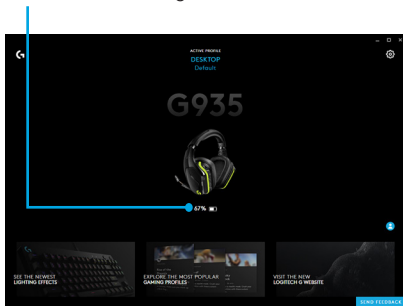 ACTIVE PROFILE
DESKTOP
Default
G935
67%
SEE THE NEWEST
LIGHTING EFFECTS
EXPLORE THE MOST POPULAR
GAMING PROFILES
VISIT THE NEW
LOGITECH G WEBSITE
SEND FEEDBACK